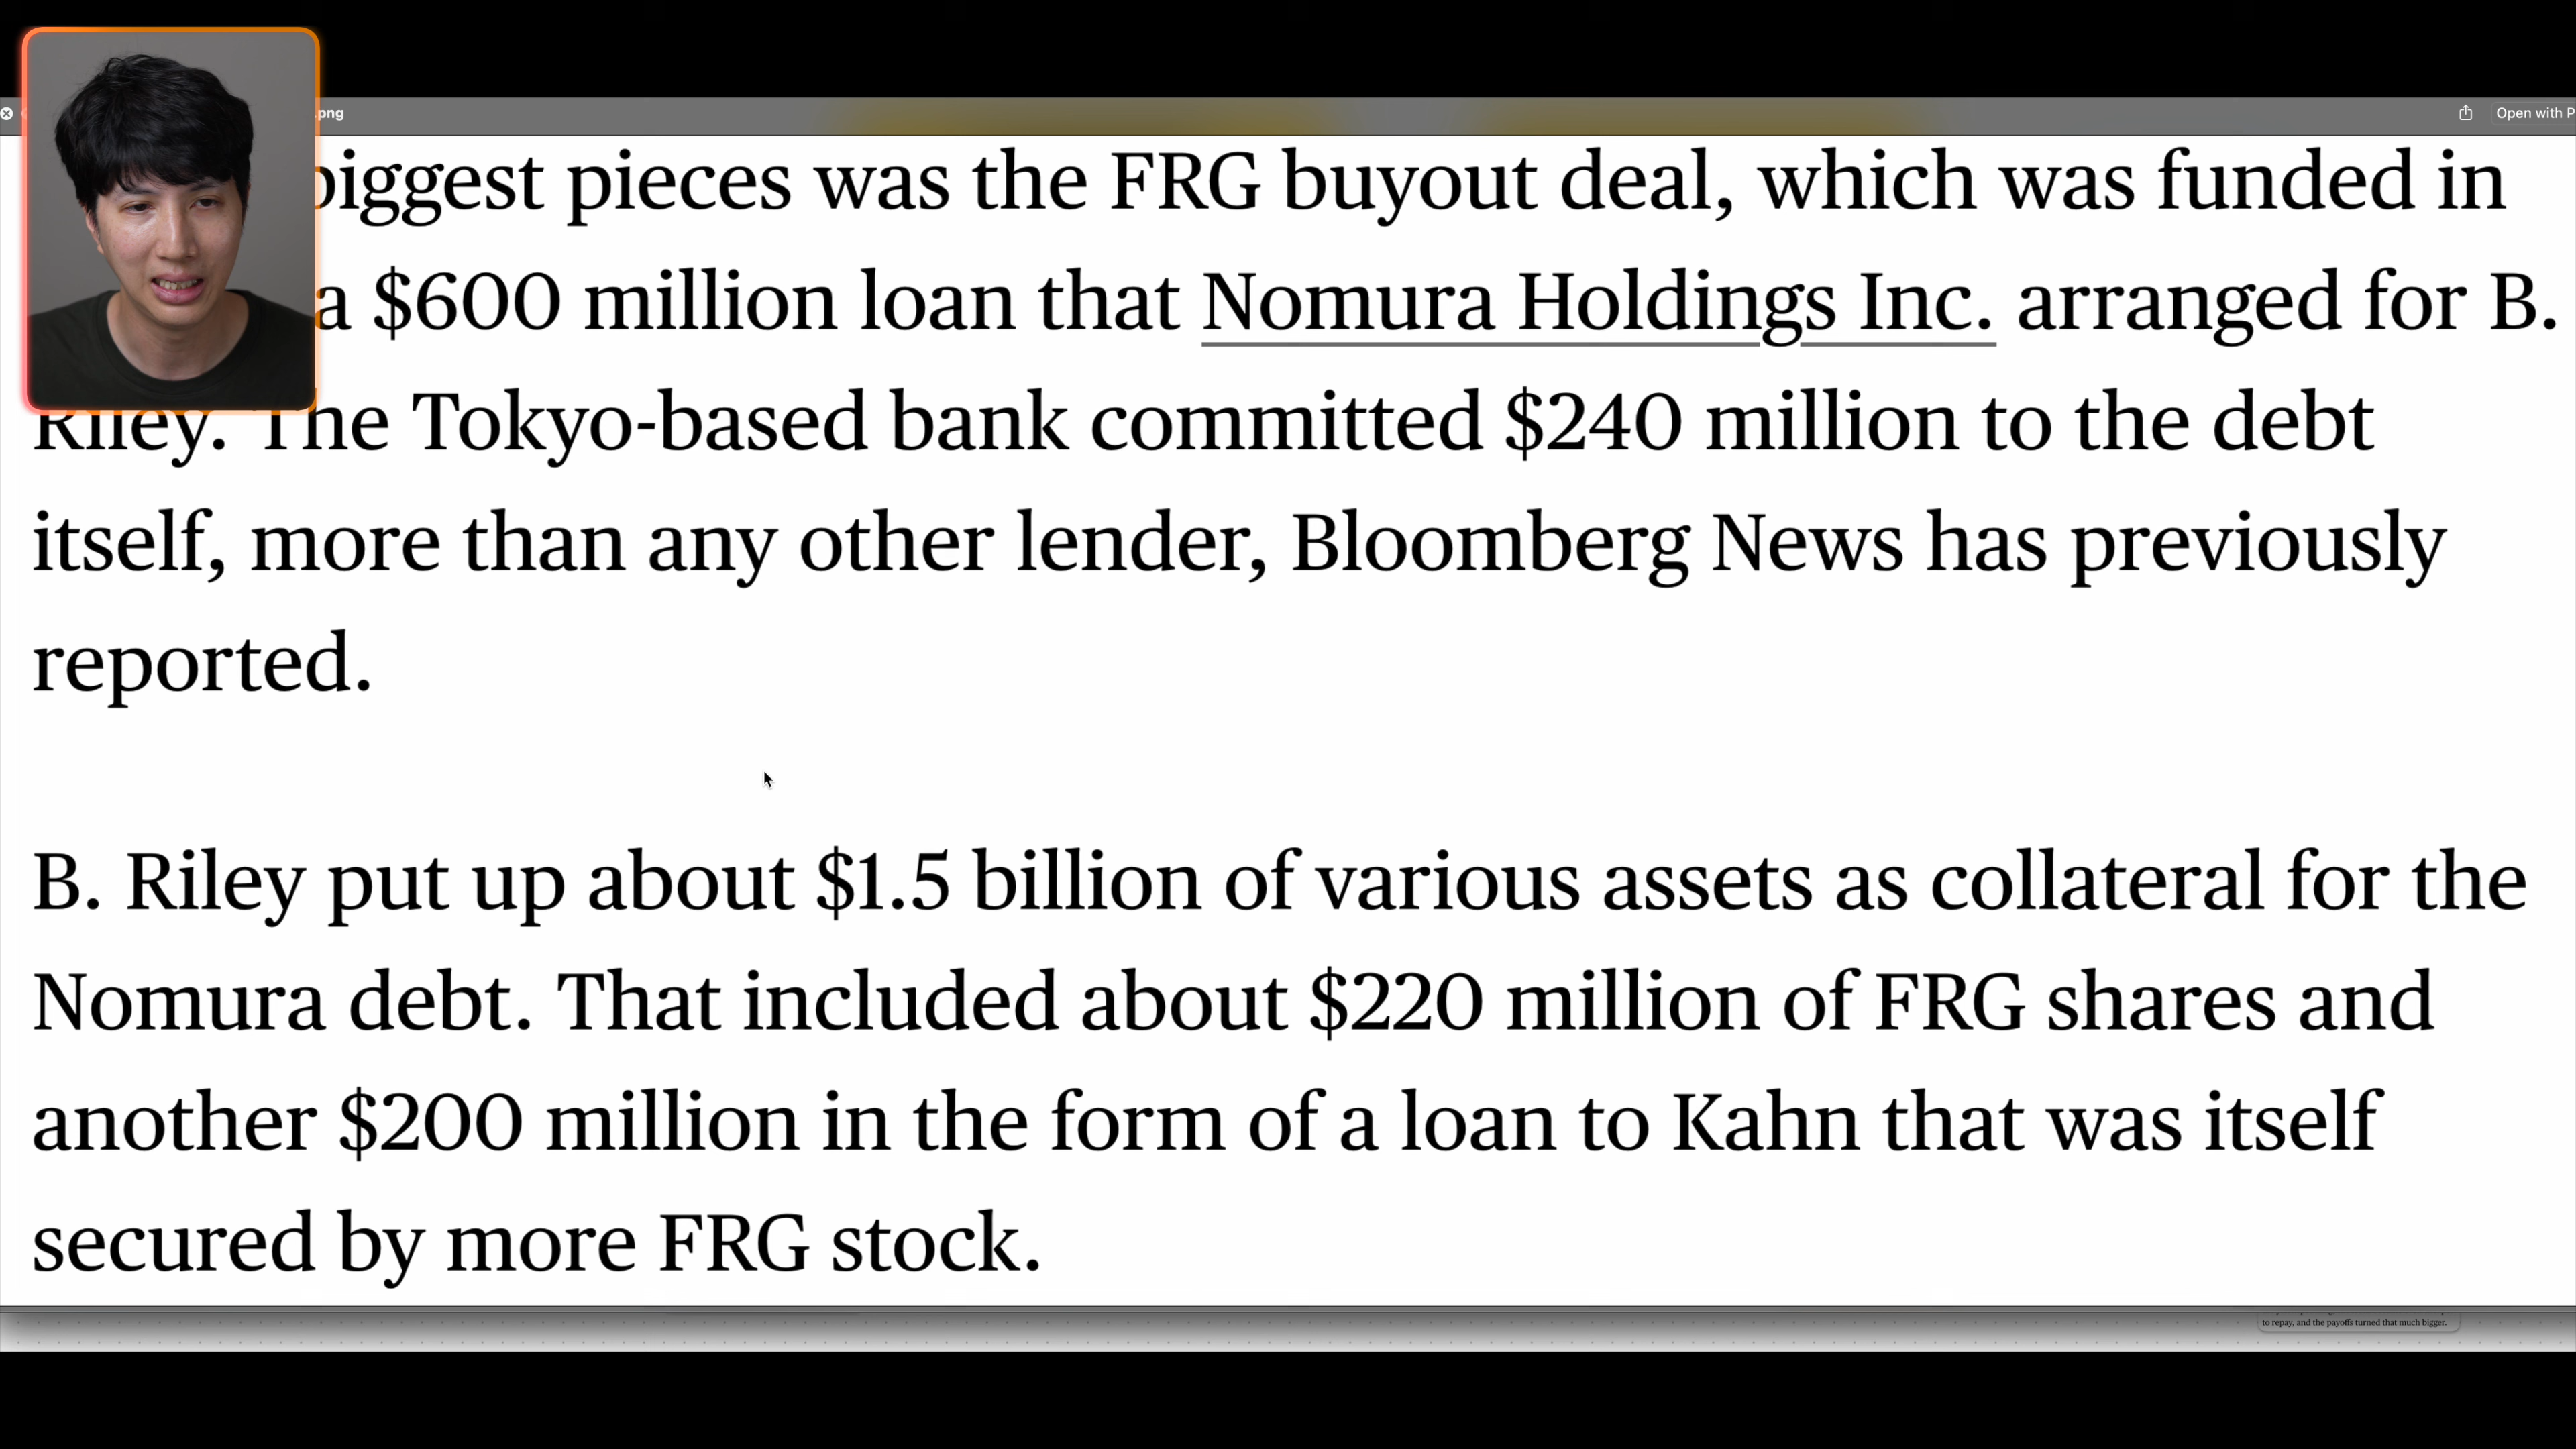 .png
Open with P
biggest pieces was the FRG buyout deal, which was funded in
a $600 million loan that Nomura Holdings Inc. arranged for B.
Riley. The Tokyo-based bank committed $240 million to the debt
itself, more than any other lender, Bloomberg News has previously
reported.
B. Riley put up about $1.5 billion of various assets as collateral for the
Nomura debt. That included about $220 million of FRG shares and
another $200 million in the form of a loan to Kahn that was itself
secured by more FRG stock.
to repay, and the payoffs turned that much bigger.